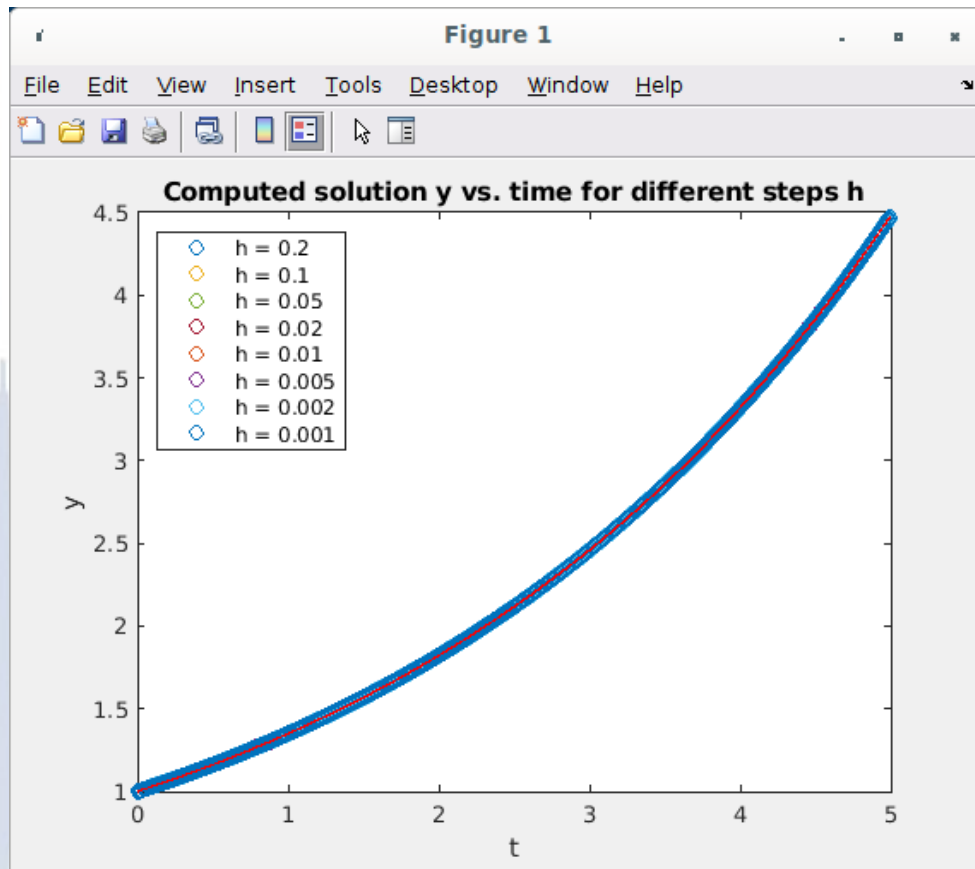 Figure 1
File Edit View Insert Tools Desktop Window Help
Computed solution y vs. time for different steps h
4.5
4
3.5
3
2.5
2
1.5
1
y
h = 0.2
h = 0.1
h = 0.05
h = 0.02
h = 0.01
h = 0.005
h = 0.002
h = 0.001
0 1 2 3 4 5
t